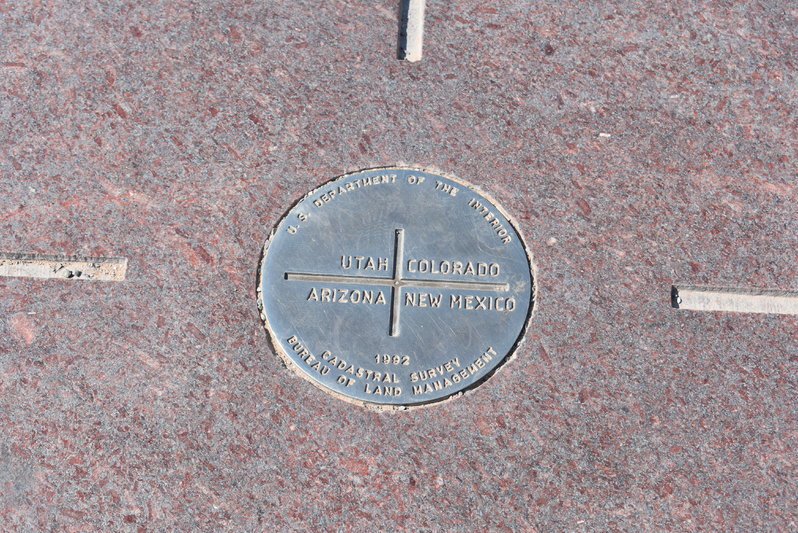 U. S. DEPARTMENT OF THE INTERIOR
UTAH COLORADO
ARIZONA NEW MEXICO
1992
CADASTRAL SURVEY
BUREAU OF LAND MANAGEMENT